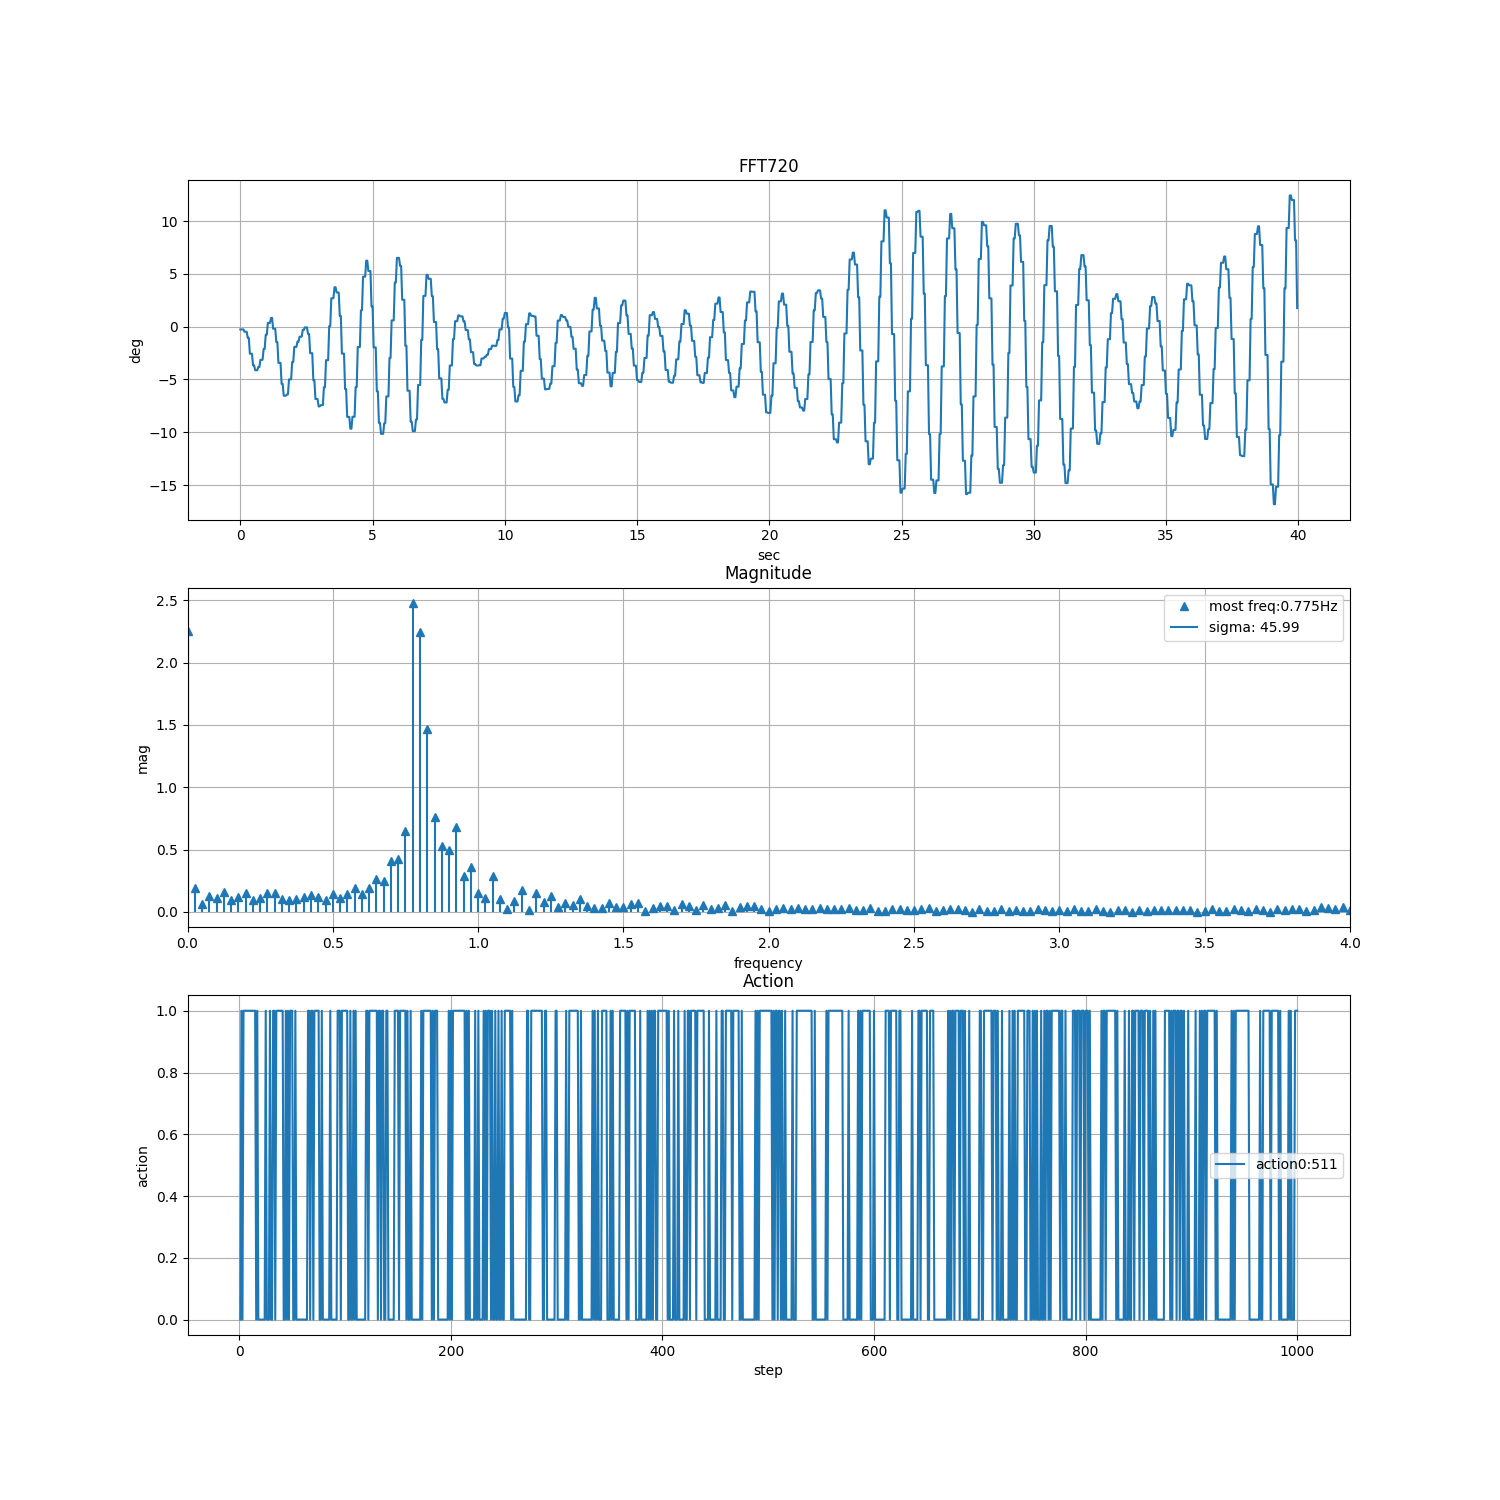 FFT720
10
5
0
−5
−10
−15
deg
0 5 10 15 20 25 30 35 40
sec
Magnitude
2.5
2.0
1.5
1.0
0.5
0.0
mag
most freq:0.775Hz
sigma: 45.99
0.0 0.5 1.0 1.5 2.0 2.5 3.0 3.5 4.0
frequency
Action
1.0
0.8
0.6
0.4
0.2
0.0
action
action0:511
0 200 400 600 800 1000
step